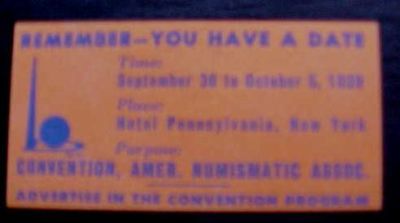 REMEMBER—YOU HAVE A DATE
Time:
September 30 to October 5, 1939
Place:
Hotel Pennsylvania, New York
Purpose:
CONVENTION, AMER. NUMISMATIC ASSOC.
ADVERTISE IN THE CONVENTION PROGRAM